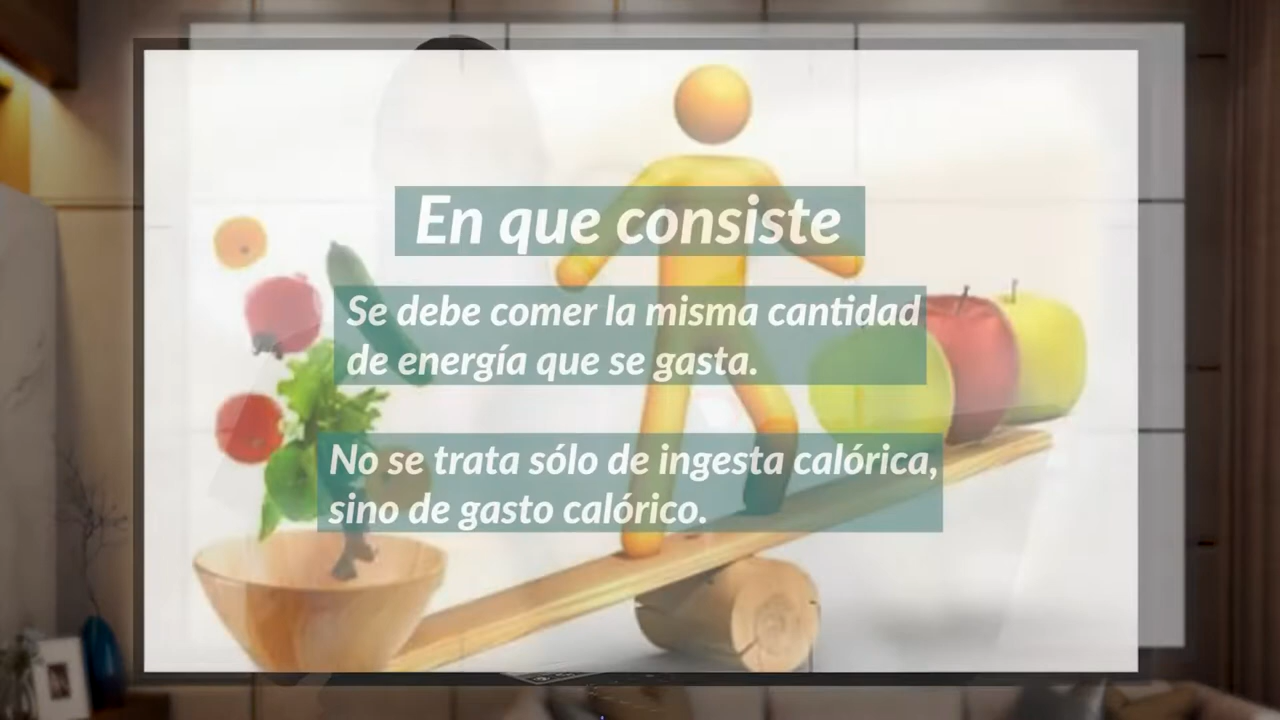 En que consiste
Se debe comer la misma cantidad
de energía que se gasta.
No se trata sólo de ingesta calórica,
sino de gasto calórico.